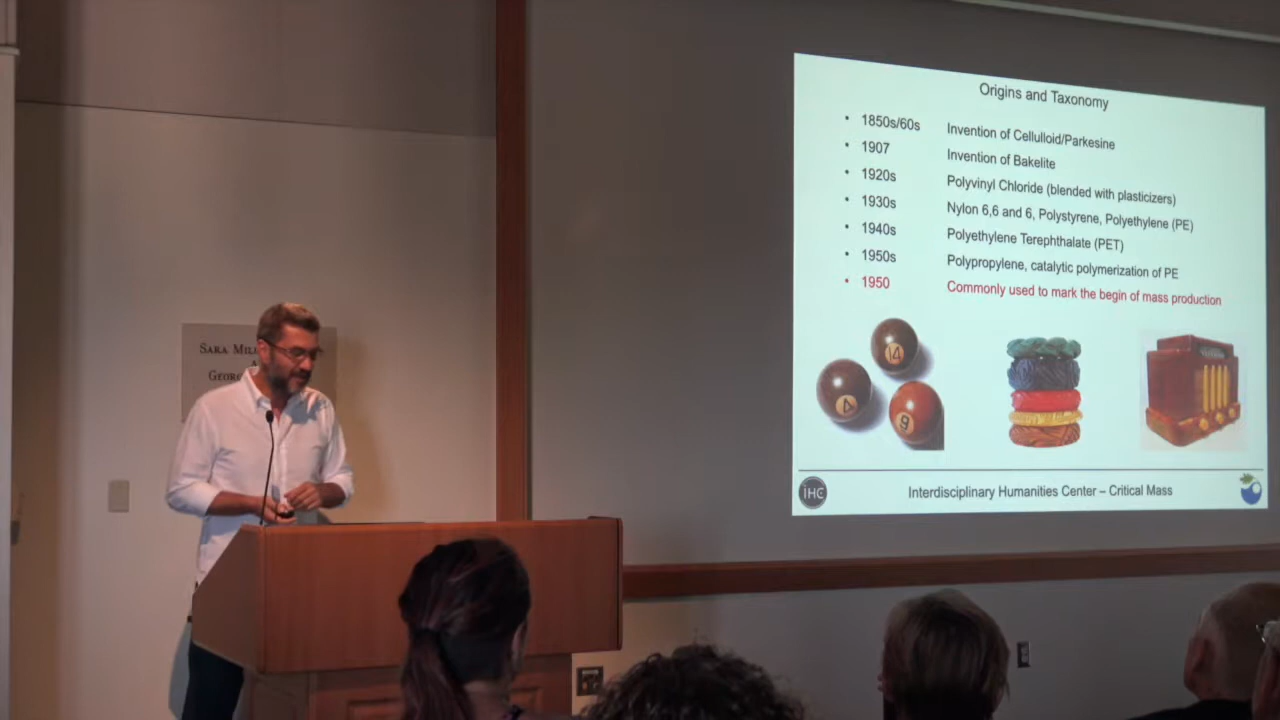 Origins and Taxonomy
• 1850s/60s Invention of Cellulloid/Parkesine
• 1907 Invention of Bakelite
• 1920s Polyvinyl Chloride (blended with plasticizers)
• 1930s Nylon 6,6 and 6, Polystyrene, Polyethylene (PE)
• 1940s Polyethylene Terephthalate (PET)
• 1950s Polypropylene, catalytic polymerization of PE
• 1950 Commonly used to mark the begin of mass production
14
4
9
IHC
Interdisciplinary Humanities Center – Critical Mass
Sara